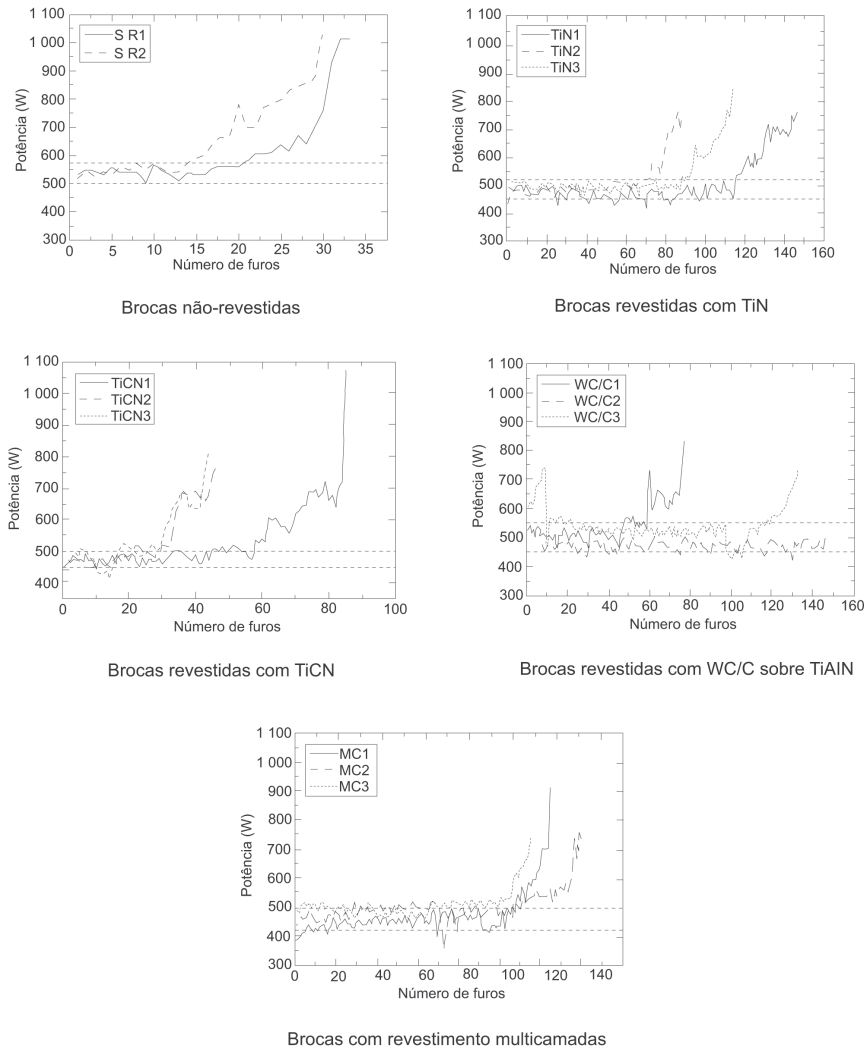 1 100
1 000
900
800
700
600
500
400
300
Potência (W)
S R1
S R2
0
5
10
15
20
25
30
35
Número de furos
Brocas não-revestidas
1 100
1 000
900
800
700
600
500
400
300
Potência (W)
TiN1
TiN2
TiN3
0
20
40
60
80
100
120
140
160
Número de furos
Brocas revestidas com TiN
1 100
1 000
900
800
700
600
500
400
Potência (W)
TiCN1
TiCN2
TiCN3
0
20
40
60
80
100
Número de furos
Brocas revestidas com TiCN
1 100
1 000
900
800
700
600
500
400
300
Potência (W)
WC/C1
WC/C2
WC/C3
0
20
40
60
80
100
120
140
160
Número de furos
Brocas revestidas com WC/C sobre TiAlN
1 100
1 000
900
800
700
600
500
400
300
Potência (W)
MC1
MC2
MC3
0
20
40
60
80
100
120
140
Número de furos
Brocas com revestimento multicamadas